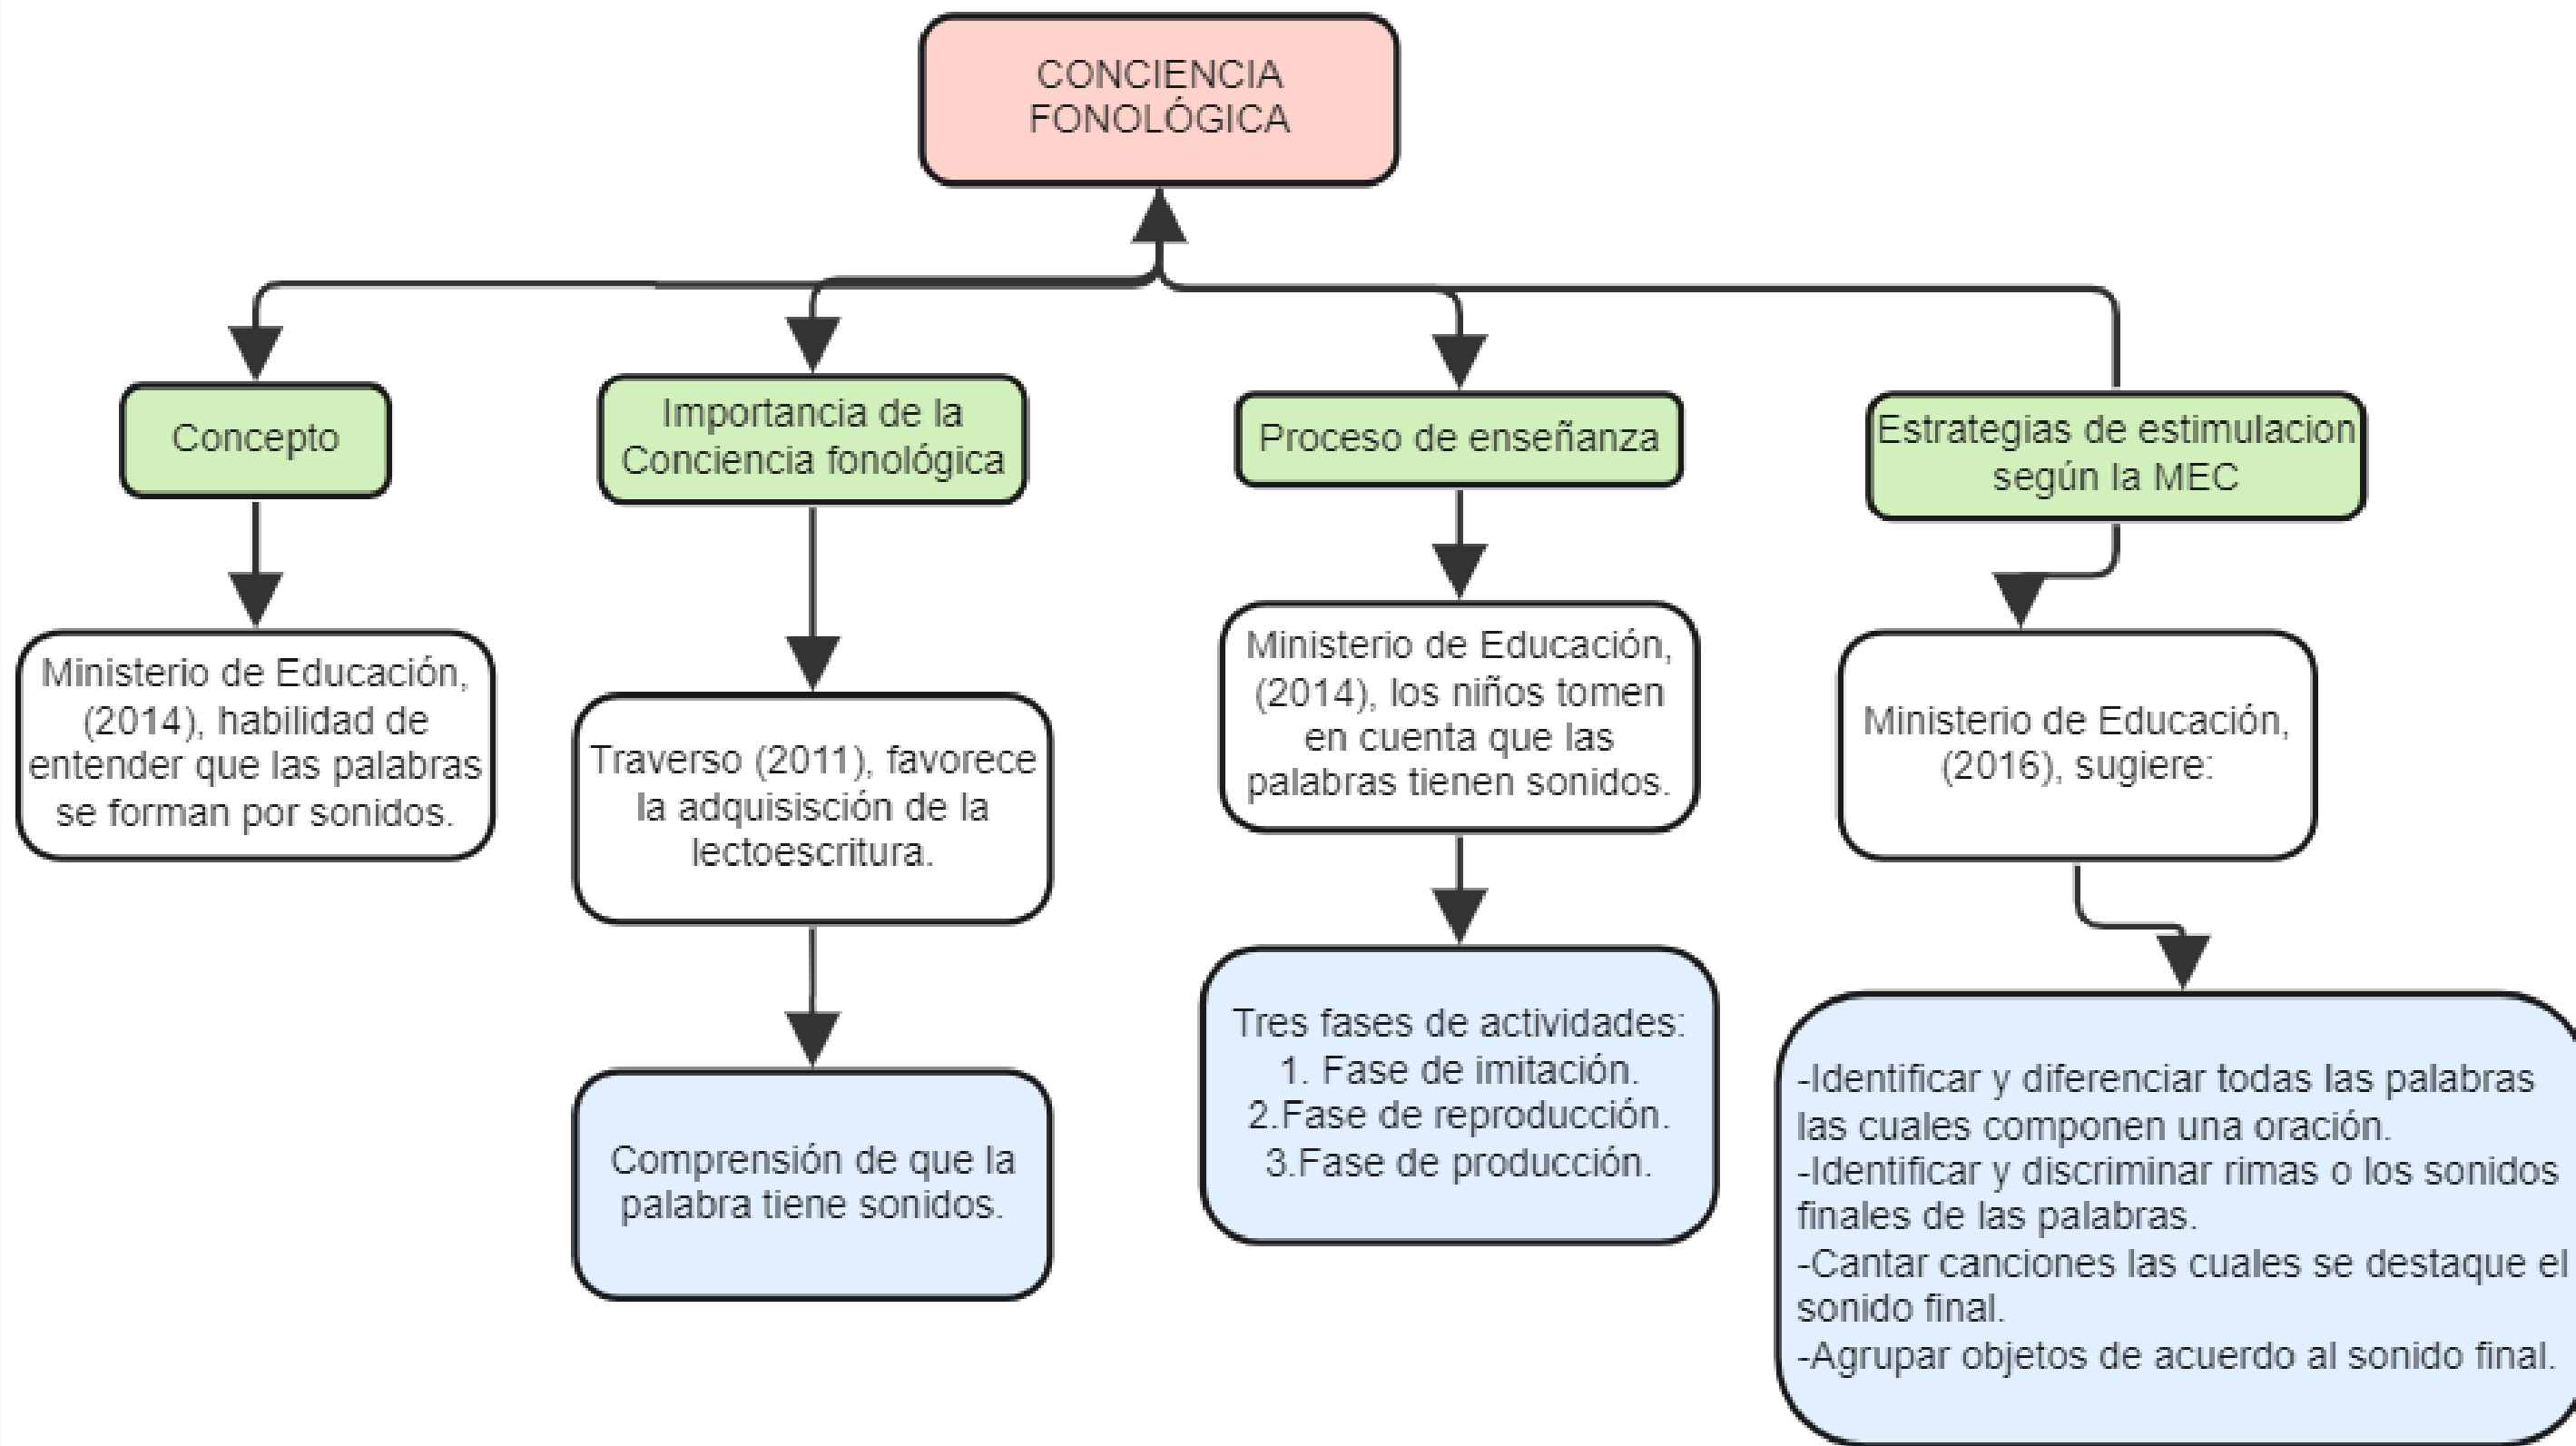 CONCIENCIA
FONOLÓGICA
Concepto
Ministerio de Educación,
(2014), habilidad de
entender que las palabras
se forman por sonidos.
Importancia de la
Conciencia fonológica
Traverso (2011), favorece
la adquisisción de la
lectoescritura.
Comprensión de que la
palabra tiene sonidos.
Proceso de enseñanza
Ministerio de Educación,
(2014), los niños tomen
en cuenta que las
palabras tienen sonidos.
Tres fases de actividades:
1. Fase de imitación.
2.Fase de reproducción.
3.Fase de producción.
Estrategias de estimulacion
según la MEC
Ministerio de Educación,
(2016), sugiere:
-Identificar y diferenciar todas las palabras
las cuales componen una oración.
-Identificar y discriminar rimas o los sonidos
finales de las palabras.
-Cantar canciones las cuales se destaque el
sonido final.
-Agrupar objetos de acuerdo al sonido final.